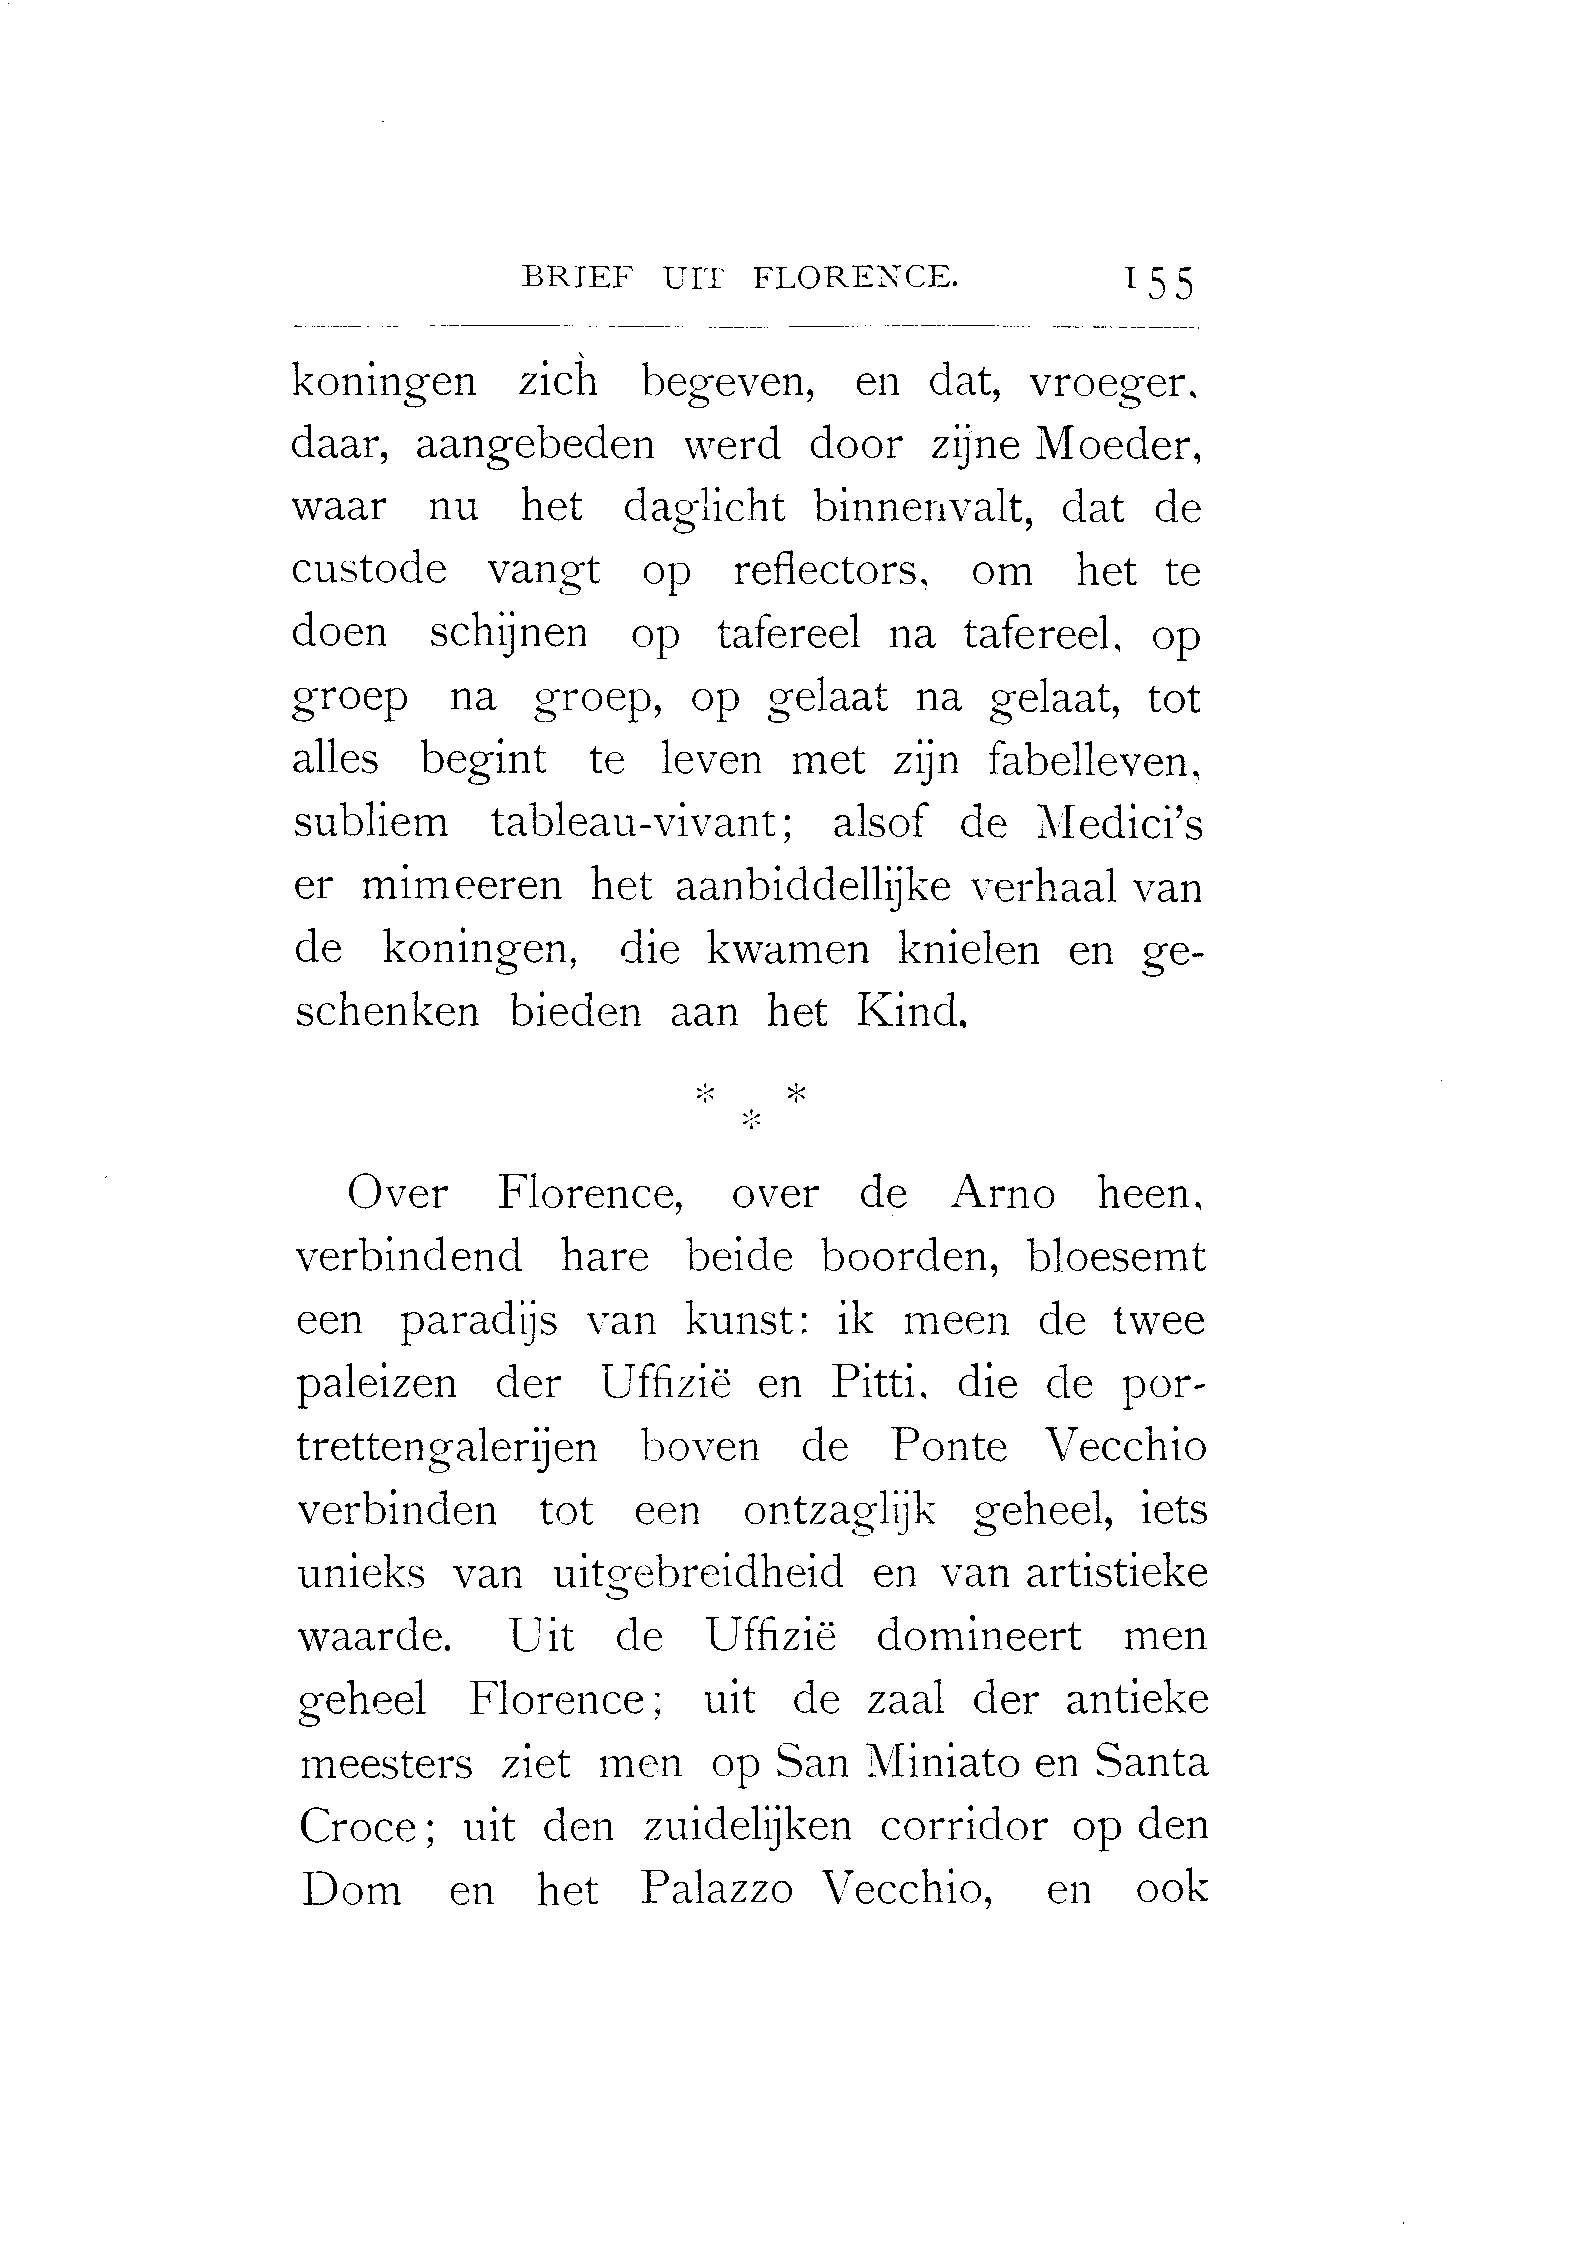 BRIEF UIT FLORENCE. 155
koningen zich begeven, en dat, vroeger,
daar, aangebeden werd door zijne Moeder,
waar nu het daglicht binnenvalt, dat de
custode vangt op reflectors, om het te
doen schijnen op tafereel na tafereel, op
groep na groep, op gelaat na gelaat, tot
alles begint te leven met zijn fabelleven,
subliem tableau-vivant; alsof de Medici's
er mimeeren het aanbiddellijke verhaal van
de koningen, die kwamen knielen en ge-
schenken bieden aan het Kind.
* *
*
Over Florence, over de Arno heen,
verbindend hare beide boorden, bloesemt
een paradijs van kunst: ik meen de twee
paleizen der Uffizië en Pitti, die de por-
trettengalerijen boven de Ponte Vecchio
verbinden tot een ontzaglijk geheel, iets
unieks van uitgebreidheid en van artistieke
waarde. Uit de Uffizië domineert men
geheel Florence; uit de zaal der antieke
meesters ziet men op San Miniato en Santa
Croce; uit den zuidelijken corridor op den
Dom en het Palazzo Vecchio, en ook